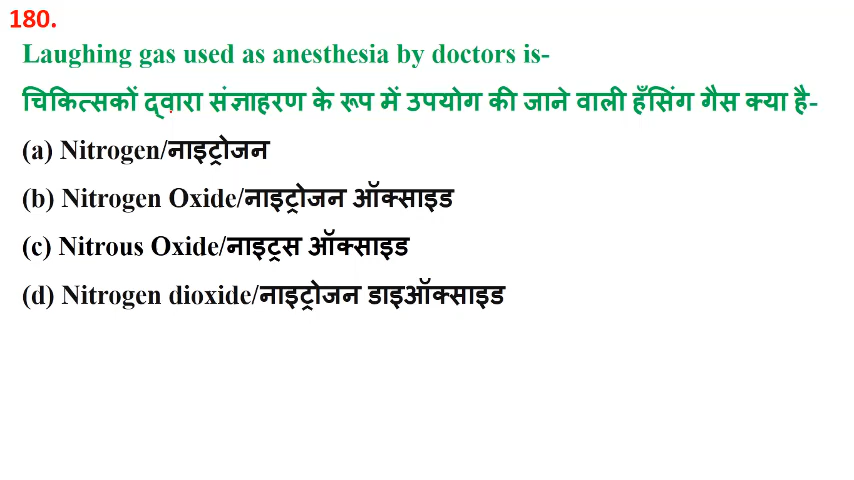 180.
Laughing gas used as anesthesia by doctors is-
चिकित्सकों द्वारा संज्ञाहरण के रूप में उपयोग की जाने वाली हँसिंग गैस क्या है-
(a) Nitrogen/नाइट्रोजन
(b) Nitrogen Oxide/नाइट्रोजन ऑक्साइड
(c) Nitrous Oxide/नाइट्रस ऑक्साइड
(d) Nitrogen dioxide/नाइट्रोजन डाइऑक्साइड